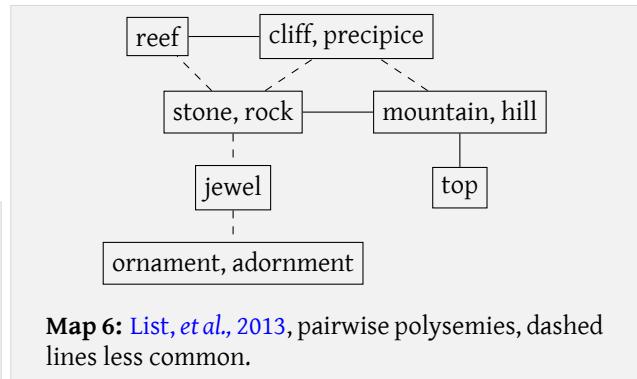 reef
cliff, precipice
stone, rock
mountain, hill
jewel
top
ornament, adornment
Map 6: List, et al., 2013, pairwise polysemies, dashed
lines less common.